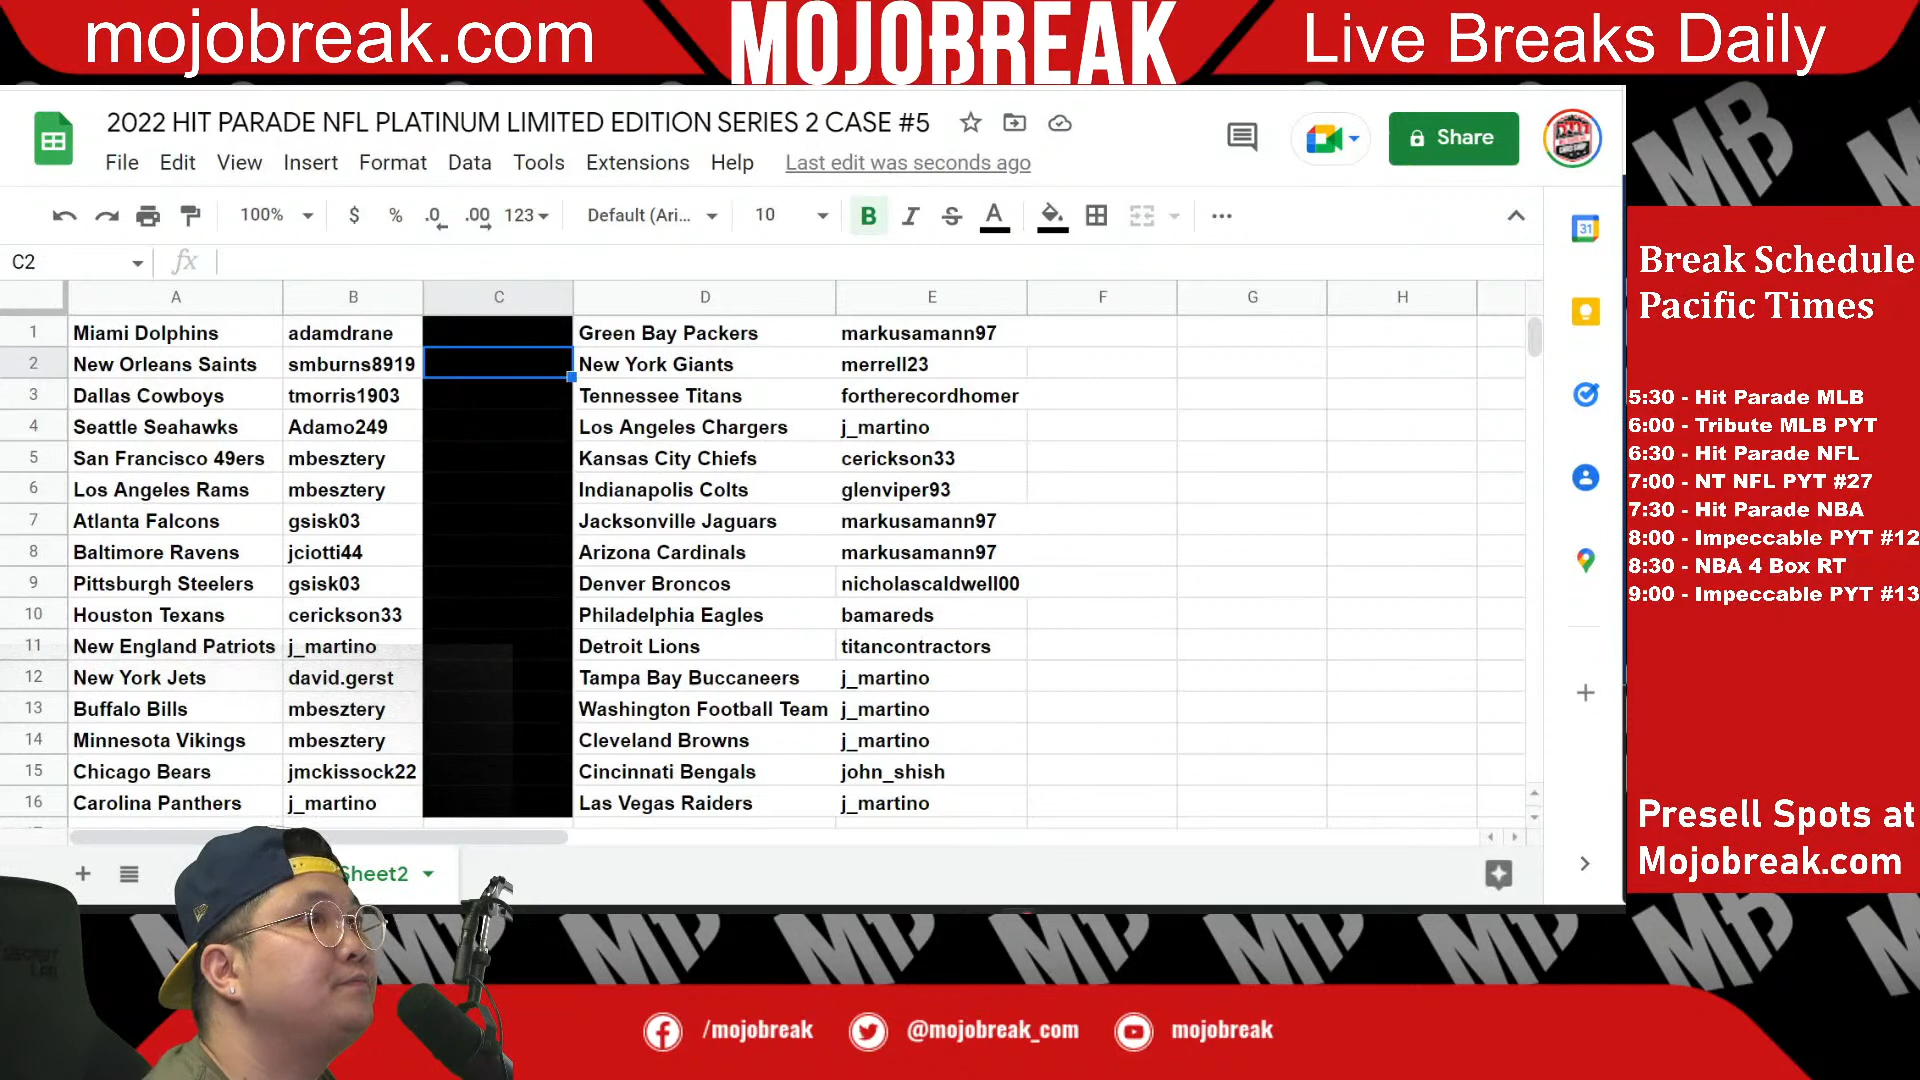 mojobreak.com
MOJOBREAK
Live Breaks Daily
2022 HIT PARADE NFL PLATINUM LIMITED EDITION SERIES 2 CASE #5
Share
File Edit View Insert Format Data Tools Extensions Help Last edit was seconds ago
100% $ % .0 .00 123 Default (Ari... 10 B I S A
31
C2 fx
A B C D E F G H
1 Miami Dolphins adamdrane Green Bay Packers markusamann97
2 New Orleans Saints smburns8919 New York Giants merrell23
3 Dallas Cowboys tmorris1903 Tennessee Titans fortherecordhomer
4 Seattle Seahawks Adamo249 Los Angeles Chargers j_martino
5 San Francisco 49ers mbesztery Kansas City Chiefs cerickson33
6 Los Angeles Rams mbesztery Indianapolis Colts glenviper93
7 Atlanta Falcons gsisk03 Jacksonville Jaguars markusamann97
8 Baltimore Ravens jciotti44 Arizona Cardinals markusamann97
9 Pittsburgh Steelers gsisk03 Denver Broncos nicholascaldwell00
10 Houston Texans cerickson33 Philadelphia Eagles bamareds
11 New England Patriots j_martino Detroit Lions titancontractors
12 New York Jets david.gerst Tampa Bay Buccaneers j_martino
13 Buffalo Bills mbesztery Washington Football Team j_martino
14 Minnesota Vikings mbesztery Cleveland Browns j_martino
15 Chicago Bears jmckissock22 Cincinnati Bengals john_shish
16 Carolina Panthers j_martino Las Vegas Raiders j_martino
Sheet2
Break Schedule
Pacific Times
5:30 - Hit Parade MLB
6:00 - Tribute MLB PYT
6:30 - Hit Parade NFL
7:00 - NT NFL PYT #27
7:30 - Hit Parade NBA
8:00 - Impeccable PYT #12
8:30 - NBA 4 Box RT
9:00 - Impeccable PYT #13
Presell Spots at
Mojobreak.com
MB
MB
MB
MB
MB
MB
MB
/mojobreak @mojobreak_com mojobreak